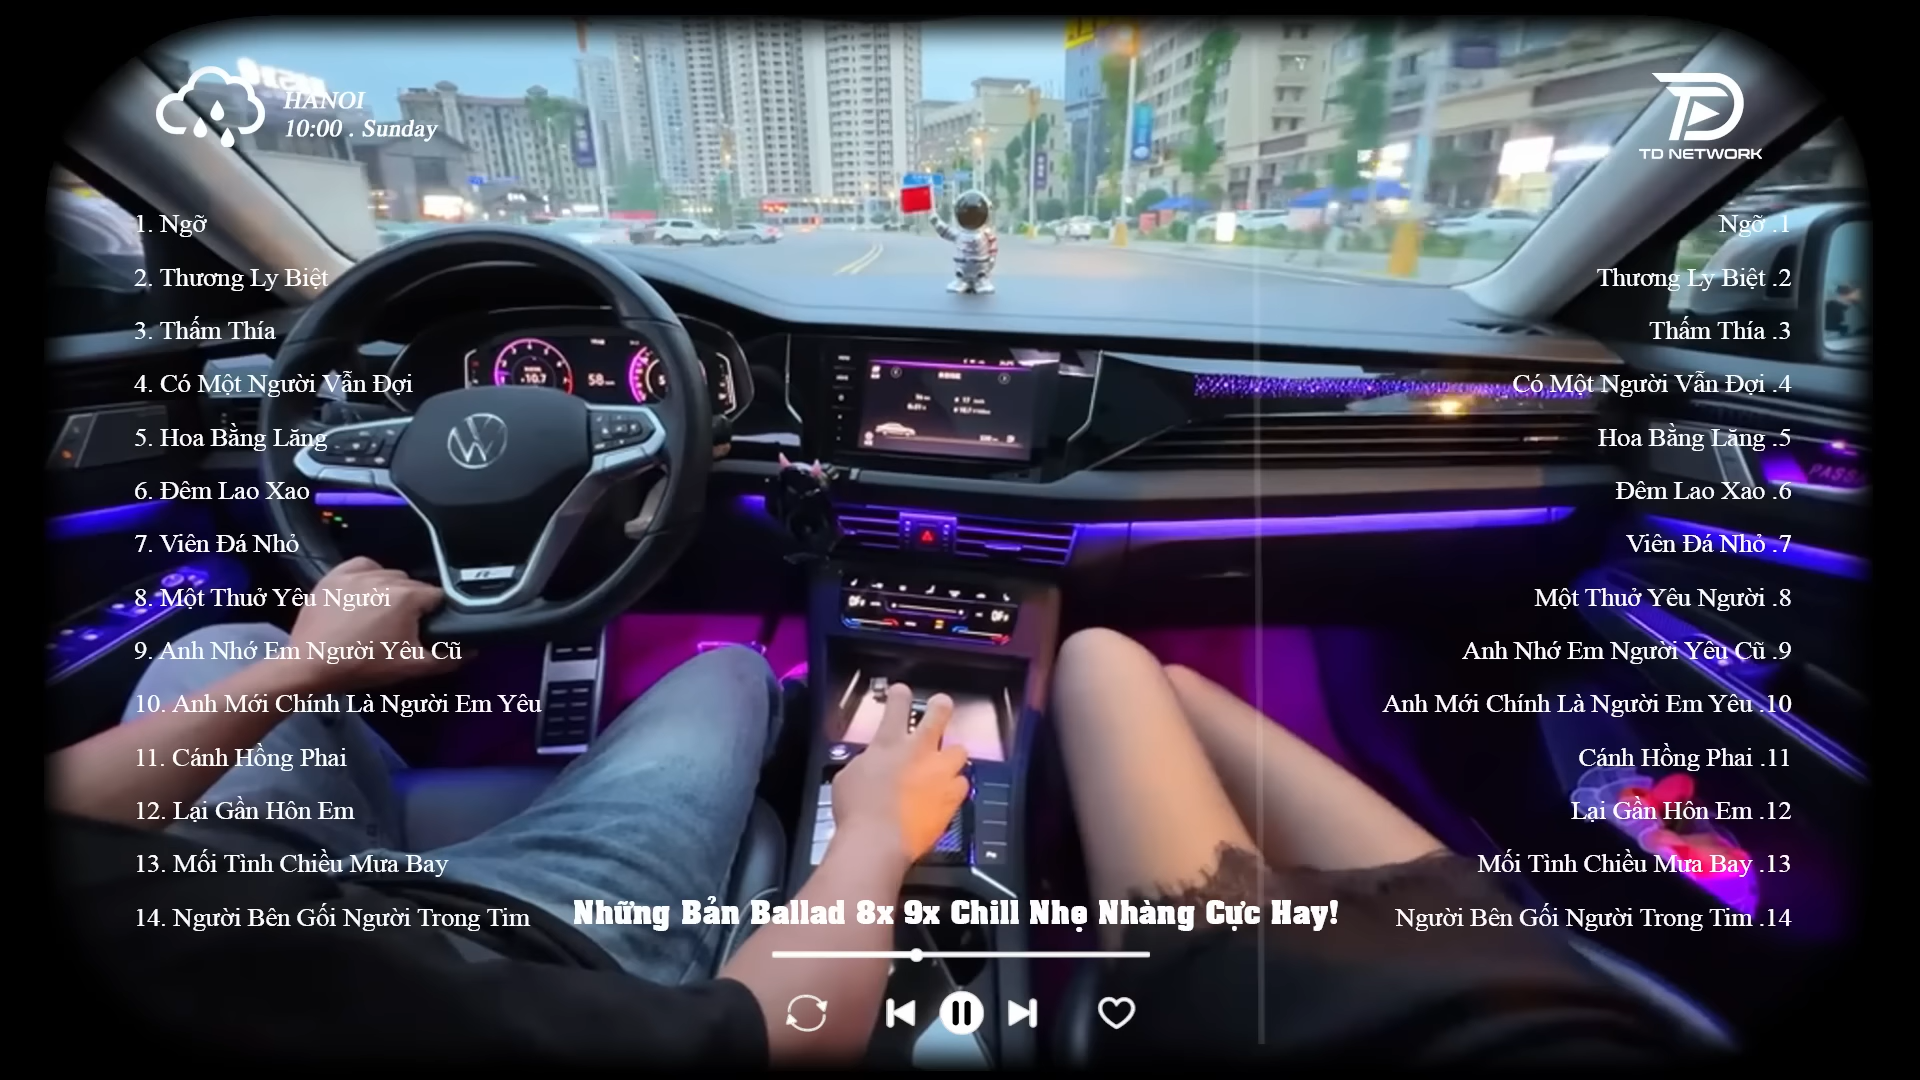 HANOI
10:00 . Sunday
TD NETWORK
1. Ngỡ
2. Thương Ly Biệt
3. Thấm Thía
4. Có Một Người Vẫn Đợi
5. Hoa Bằng Lăng
6. Đêm Lao Xao
7. Viên Đá Nhỏ
8. Một Thuở Yêu Người
9. Anh Nhớ Em Người Yêu Cũ
10. Anh Mới Chính Là Người Em Yêu
11. Cánh Hồng Phai
12. Lại Gần Hôn Em
13. Mối Tình Chiều Mưa Bay
14. Người Bên Gối Người Trong Tim
Ngỡ .1
Thương Ly Biệt .2
Thấm Thía .3
Có Một Người Vẫn Đợi .4
Hoa Bằng Lăng .5
Đêm Lao Xao .6
Viên Đá Nhỏ .7
Một Thuở Yêu Người .8
Anh Nhớ Em Người Yêu Cũ .9
Anh Mới Chính Là Người Em Yêu .10
Cánh Hồng Phai .11
Lại Gần Hôn Em .12
Mối Tình Chiều Mưa Bay .13
Người Bên Gối Người Trong Tim .14
58
Những Bản Ballad 8x 9x Chill Nhẹ Nhàng Cực Hay!